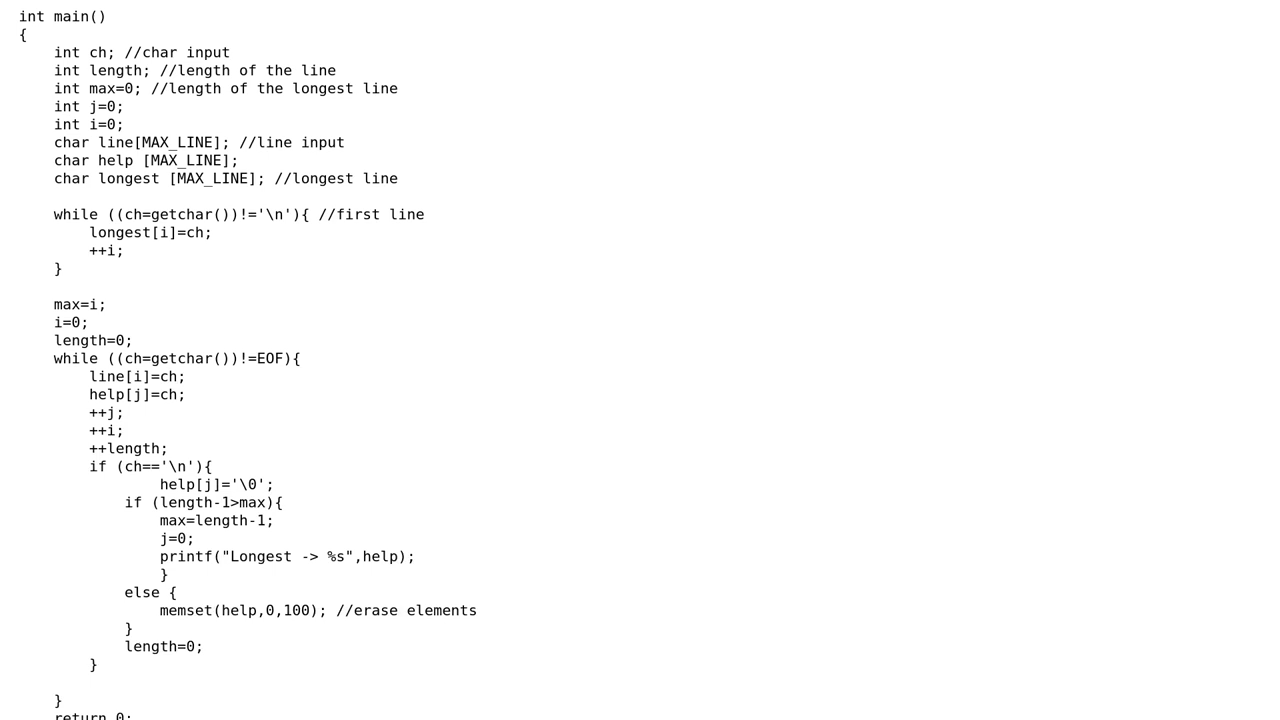 int main()
{
    int ch; //char input
    int length; //length of the line
    int max=0; //length of the longest line
    int j=0;
    int i=0;
    char line[MAX_LINE]; //line input
    char help [MAX_LINE];
    char longest [MAX_LINE]; //longest line

    while ((ch=getchar())!='\n'){ //first line
        longest[i]=ch;
        ++i;
    }

    max=i;
    i=0;
    length=0;
    while ((ch=getchar())!=EOF){
        line[i]=ch;
        help[j]=ch;
        ++j;
        ++i;
        ++length;
        if (ch=='\n'){
                help[j]='\0';
            if (length-1>max){
                max=length-1;
                j=0;
                printf("Longest -> %s",help);
                }
            else {
                memset(help,0,100); //erase elements
            }
            length=0;
        }

    }
    return 0;